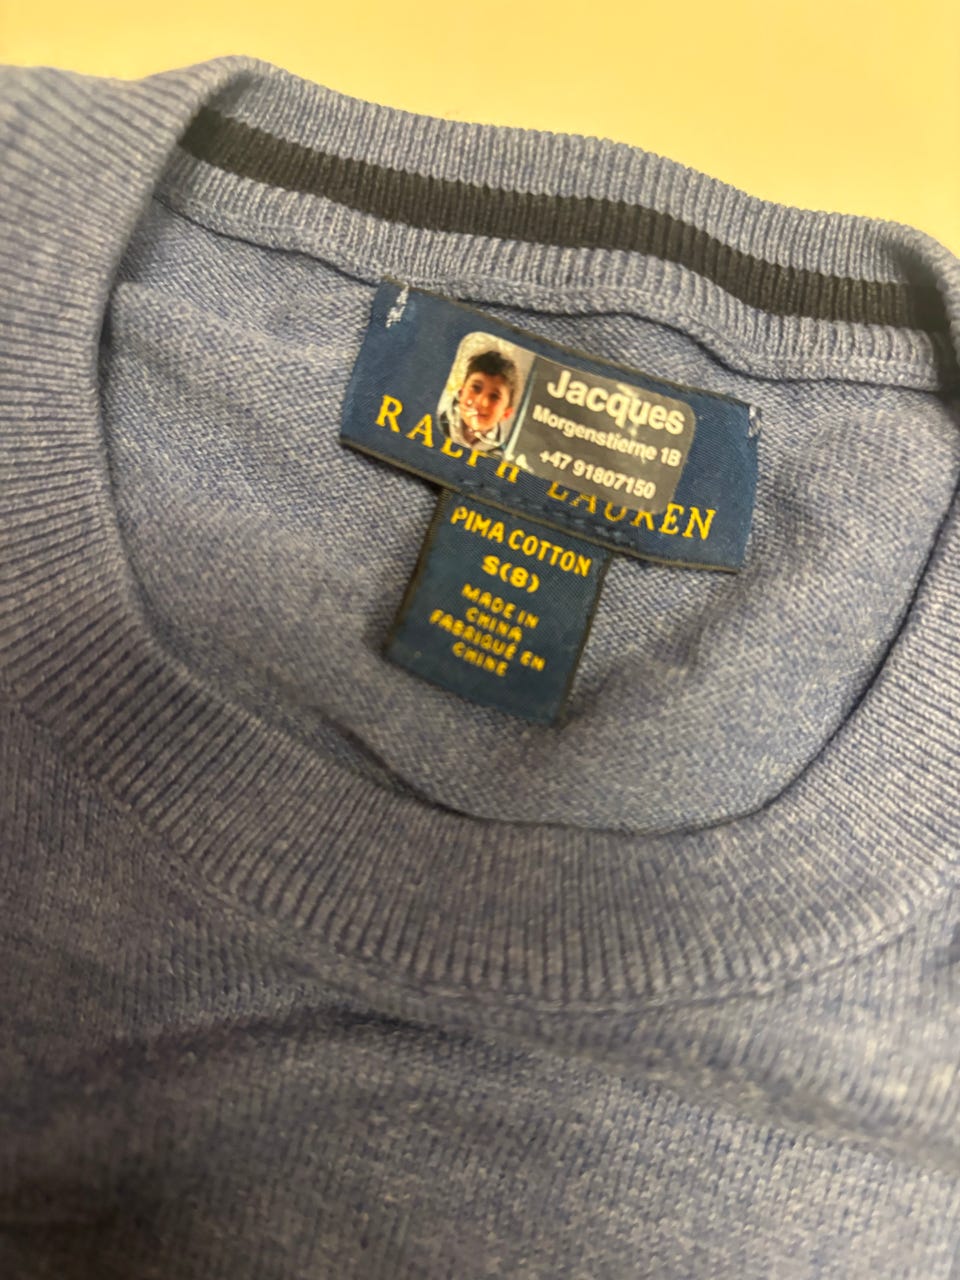 Jacques
Morgenstierne 1B
+47 91807150
RALPH LAUREN
PIMA COTTON
S(8)
MADE IN
CHINA
FABRIQUÉ EN
CHINE